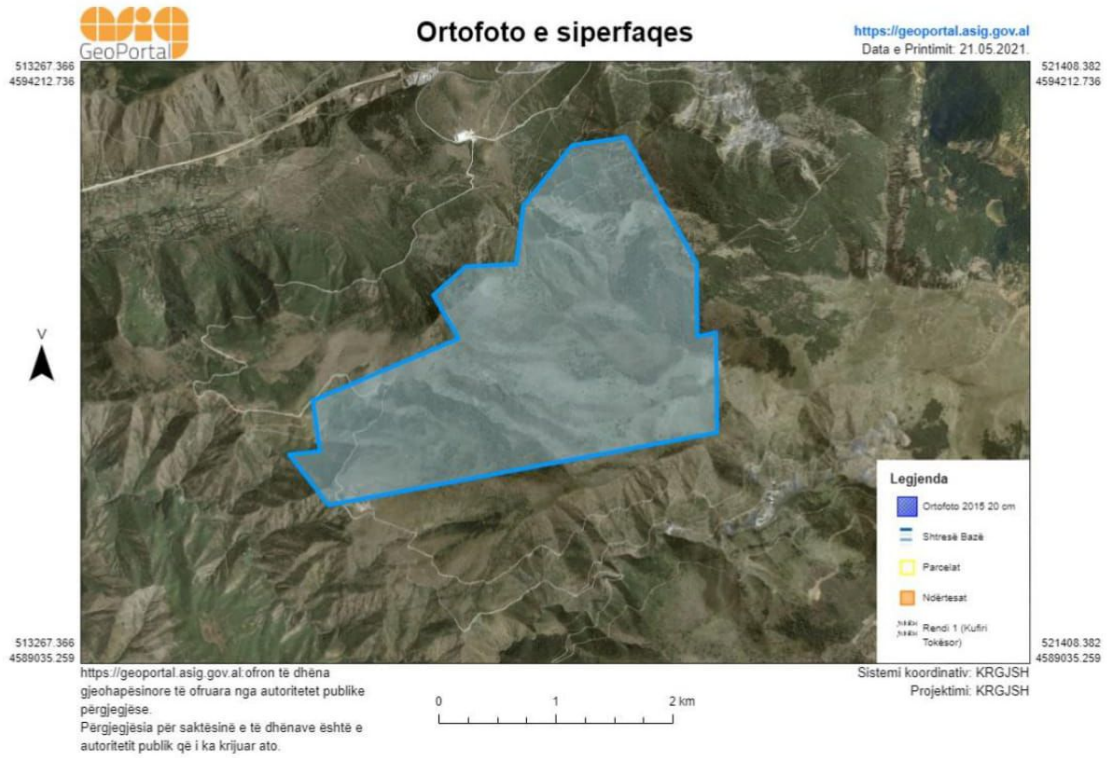 asig
GeoPortal
Ortofoto e siperfaqes
https://geoportal.asig.gov.al
Data e Printimit: 21.05.2021.
513267.366
4594212.736
521408.382
4594212.736
V
Legjenda
Ortofoto 2015 20 cm
Shtresë Bazë
Parcelat
Ndërtesat
Rendi 1 (Kufiri
Tokësor)
513267.366
4589035.259
521408.382
4589035.259
https://geoportal.asig.gov.al:ofron të dhëna
gjeohapësinore të ofruara nga autoritetet publike
përgjegjëse.
Përgjegjësia për saktësinë e të dhënave është e
autoritetit publik që i ka krijuar ato.
0 1 2 km
Sistemi koordinativ: KRGJSH
Projektimi: KRGJSH